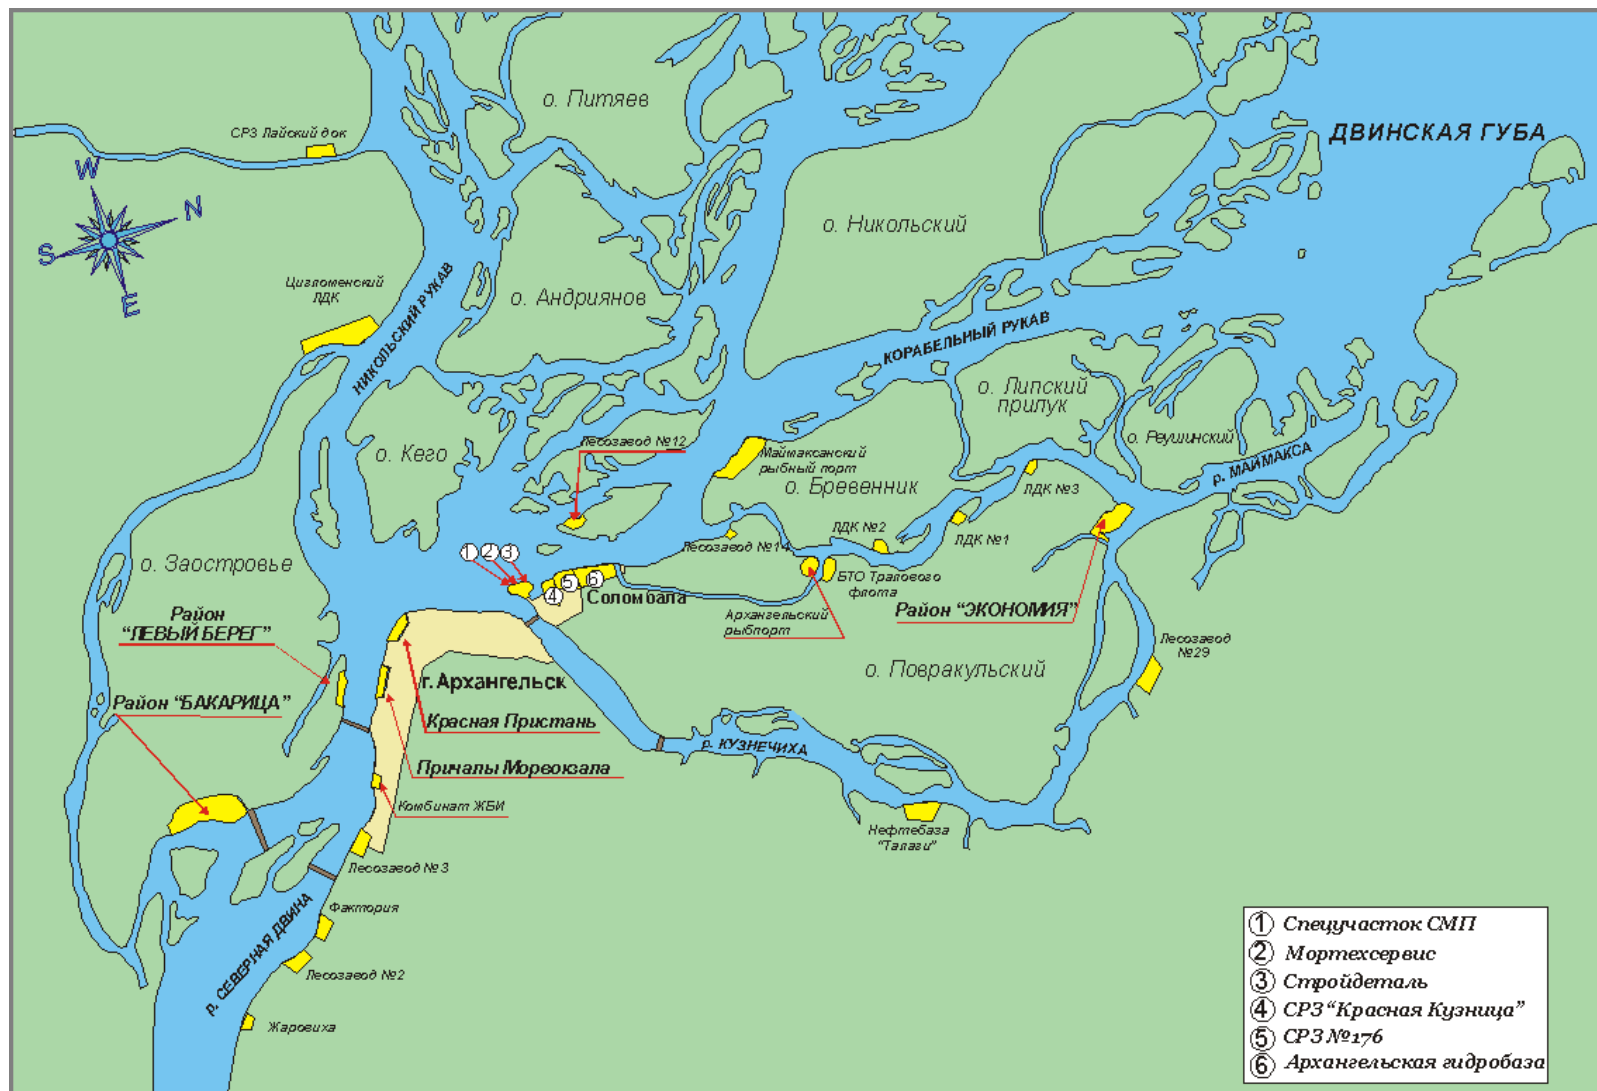 о. Питяев
СРЗ Лайский док
ДВИНСКАЯ ГУБА
W
N
S
E
о. Никольский
Цигломенский
ЛДК
НИКОЛЬСКИЙ РУКАВ
о. Андриянов
КОРАБЕЛЬНЫЙ РУКАВ
о. Липский
прилук
о. Кего
Лесозавод №12
Маймаксанский
рыбный порт
о. Реушинский
р. МАЙМАКСА
о. Бревенник
ЛДК №3
ЛДК №2
ЛДК №1
Лесозавод №14
1
2
3
4
5
6
о. Заостровье
Соломбала
БТО Тралового
флота
Район "ЭКОНОМИЯ"
Архангельский
рыбпорт
Район
"ЛЕВЫЙ БЕРЕГ"
Лесозавод
№29
о. Повракульский
г. Архангельск
Район "БАКАРИЦА"
Красная Пристань
р. КУЗНЕЧИХА
Причалы Морвокзала
Комбинат ЖБИ
Нефтебаза
"Талаги"
Лесозавод №3
Фактория
р. СЕВЕРНАЯ ДВИНА
Лесозавод №2
Жаровиха
1 Спецучасток СМП
2 Мортехсервис
3 Стройдеталь
4 СРЗ "Красная Кузница"
5 СРЗ №176
6 Архангельская гидробаза